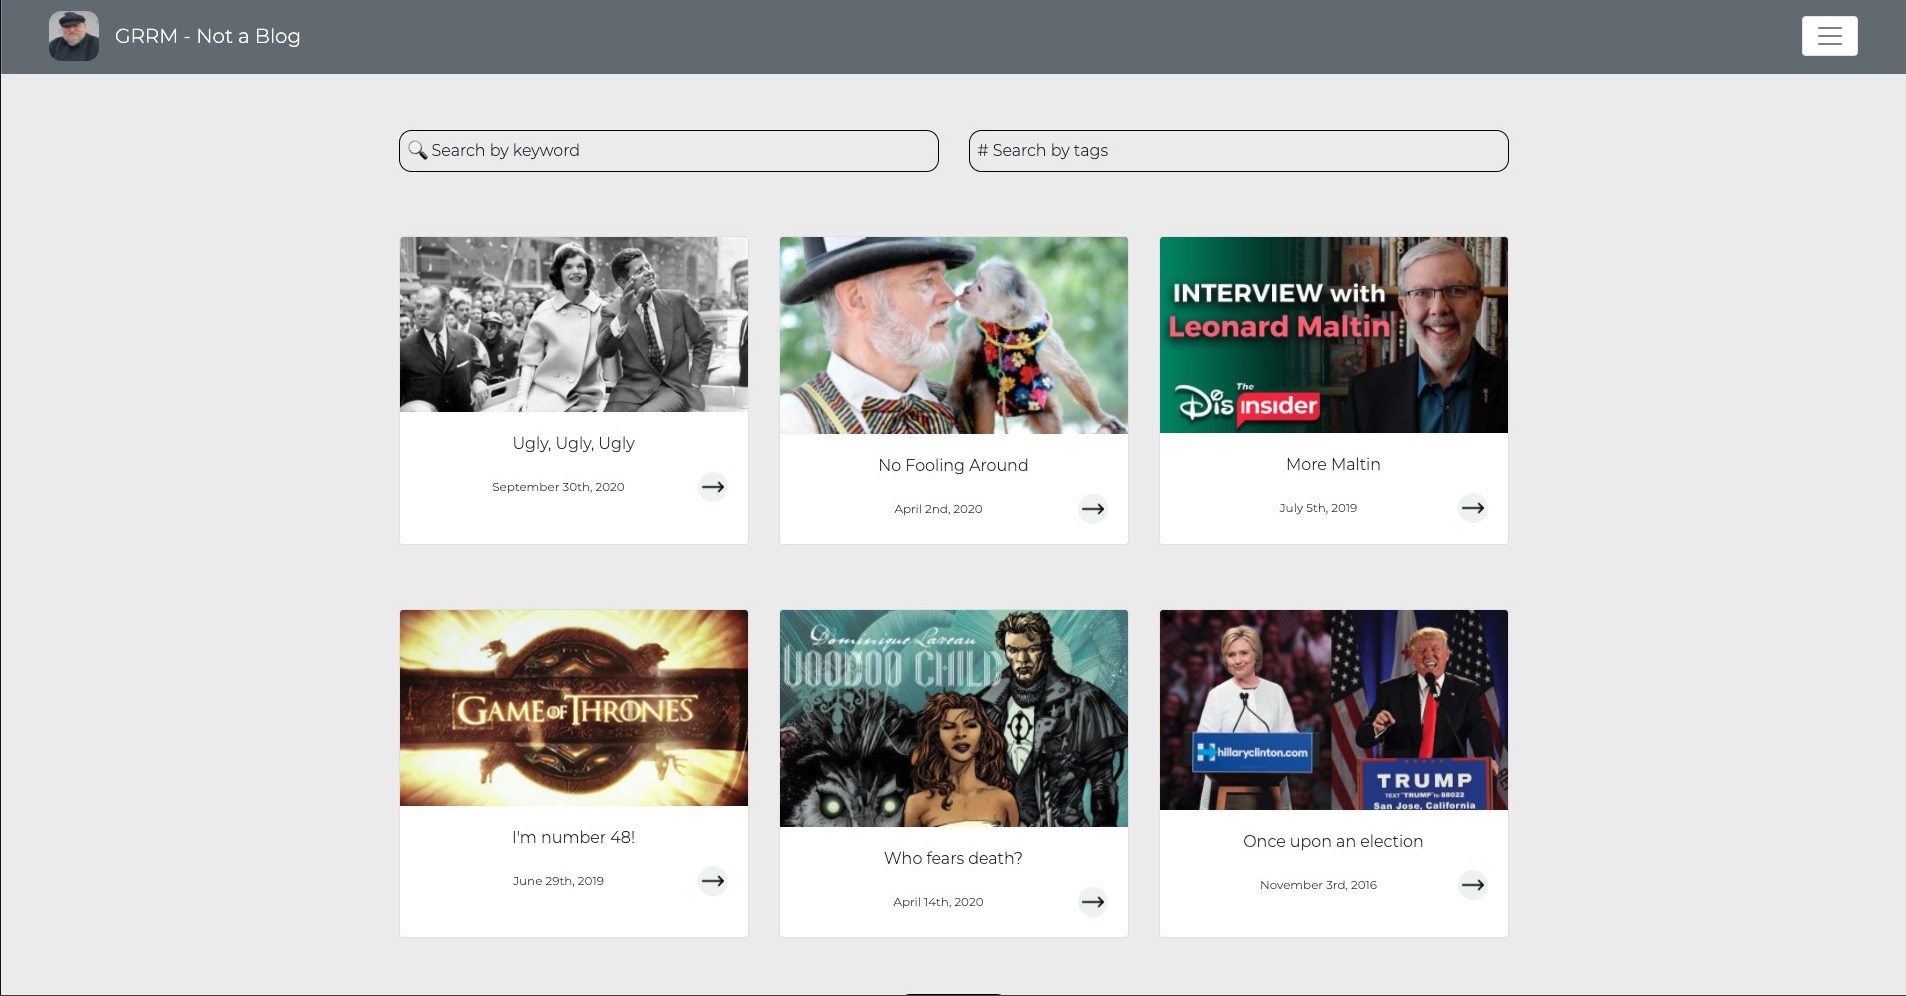 GRRM - Not a Blog
Search by keyword
# Search by tags
INTERVIEW with
Leonard Maltin
The
Dis insider
Ugly, Ugly, Ugly
September 30th, 2020
No Fooling Around
April 2nd, 2020
More Maltin
July 5th, 2019
GAME OF THRONES
Dominique Laveau
VOODOO CHILD
hillaryclinton.com
TRUMP
TEXT "TRUMP" to 88022
San Jose, California
I'm number 48!
June 29th, 2019
Who fears death?
April 14th, 2020
Once upon an election
November 3rd, 2016